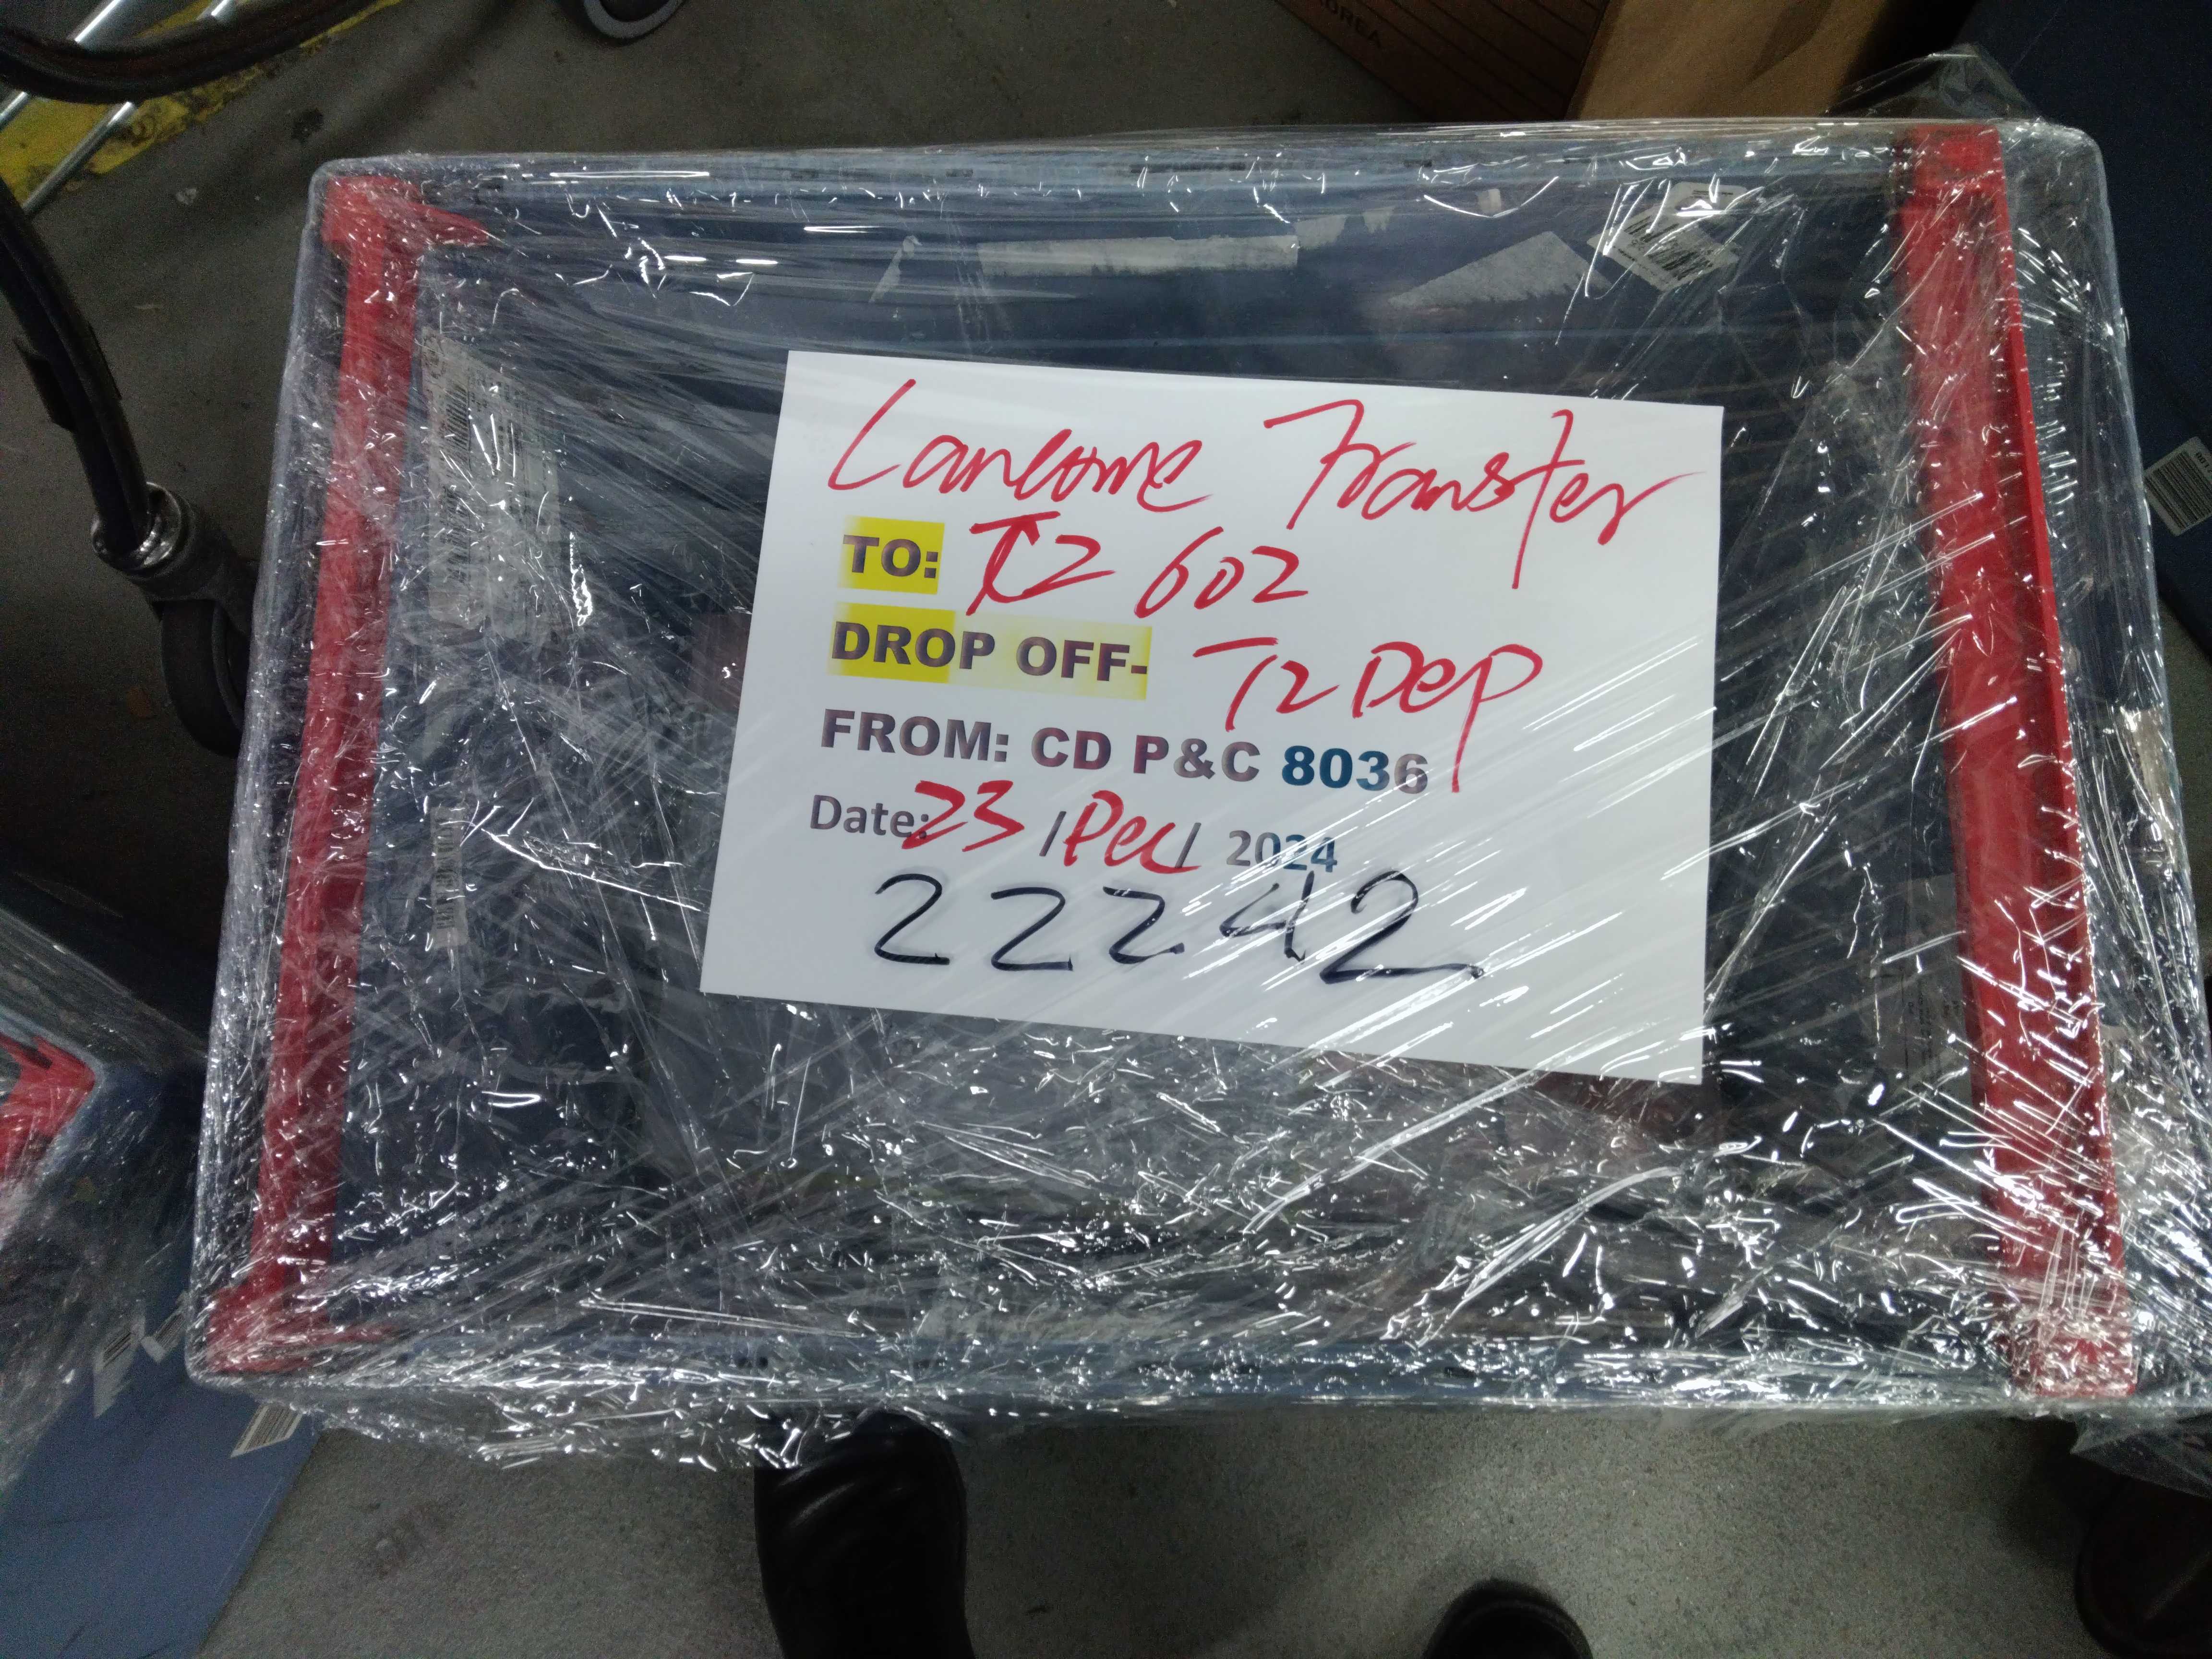 Lancome Transfer
TO: T2 602
DROP OFF- T2 Dep
FROM: CD P&C 8036
Date: 23 /Dec/ 2024
22242